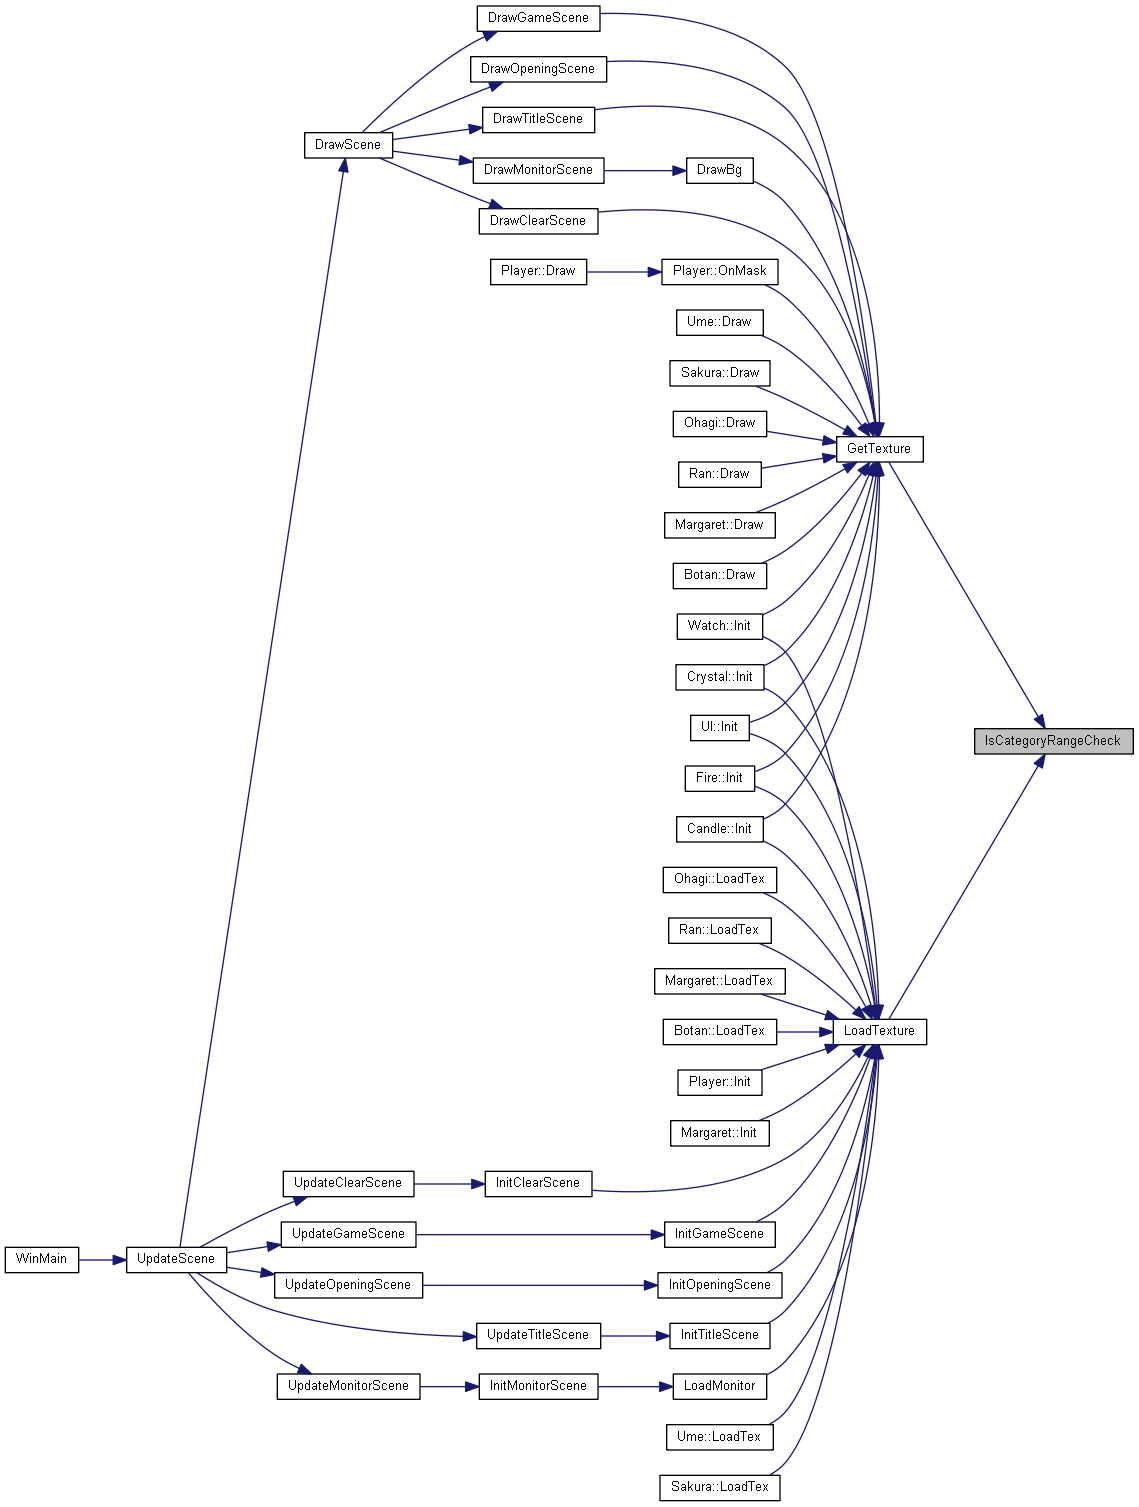 DrawGameScene
DrawOpeningScene
DrawTitleScene
DrawScene
DrawMonitorScene
DrawBg
DrawClearScene
Player::Draw
Player::OnMask
Ume::Draw
Sakura::Draw
Ohagi::Draw
GetTexture
Ran::Draw
Margaret::Draw
Botan::Draw
Watch::Init
Crystal::Init
UI::Init
IsCategoryRangeCheck
Fire::Init
Candle::Init
Ohagi::LoadTex
Ran::LoadTex
Margaret::LoadTex
Botan::LoadTex
LoadTexture
Player::Init
Margaret::Init
UpdateClearScene
InitClearScene
UpdateGameScene
InitGameScene
WinMain
UpdateScene
UpdateOpeningScene
InitOpeningScene
UpdateTitleScene
InitTitleScene
UpdateMonitorScene
InitMonitorScene
LoadMonitor
Ume::LoadTex
Sakura::LoadTex